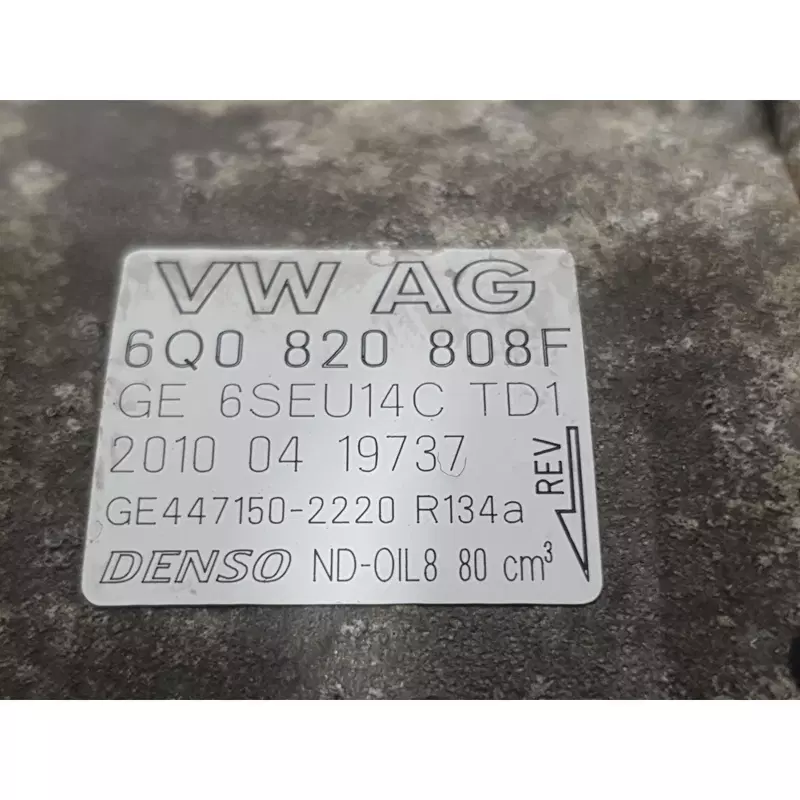 VW AG
6Q0 820 808F
GE 6SEU14C TD1
2010 04 19737
REV
GE447150-2220 R134a
DENSO ND-OIL8 80 cm³